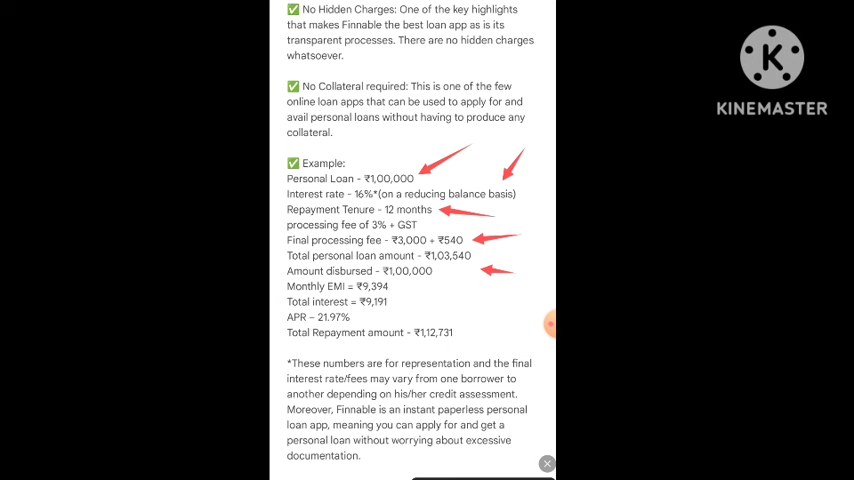 ✅ No Hidden Charges: One of the key highlights
that makes Finnable the best loan app as is its
transparent processes. There are no hidden charges
whatsoever.
✅ No Collateral required: This is one of the few
online loan apps that can be used to apply for and
avail personal loans without having to produce any
collateral.
✅ Example:
Personal Loan - ₹1,00,000
Interest rate - 16%*(on a reducing balance basis)
Repayment Tenure - 12 months
processing fee of 3% + GST
Final processing fee - ₹3,000 + ₹540
Total personal loan amount - ₹1,03,540
Amount disbursed - ₹1,00,000
Monthly EMI = ₹9,394
Total interest = ₹9,191
APR ~ 21.97%
Total Repayment amount - ₹1,12,731
*These numbers are for representation and the final
interest rate/fees may vary from one borrower to
another depending on his/her credit assessment.
Moreover, Finnable is an instant paperless personal
loan app, meaning you can apply for and get a
personal loan without worrying about excessive
documentation.
K
KINEMASTER